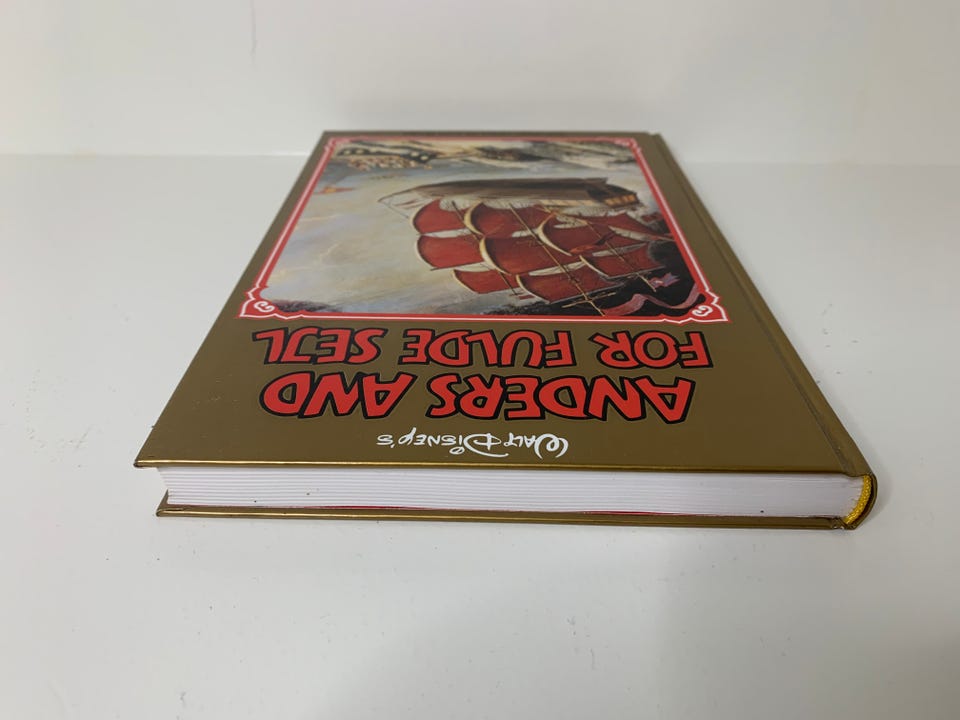 WALT DISNEY'S
ANDERS AND
FOR FULDE SEJL